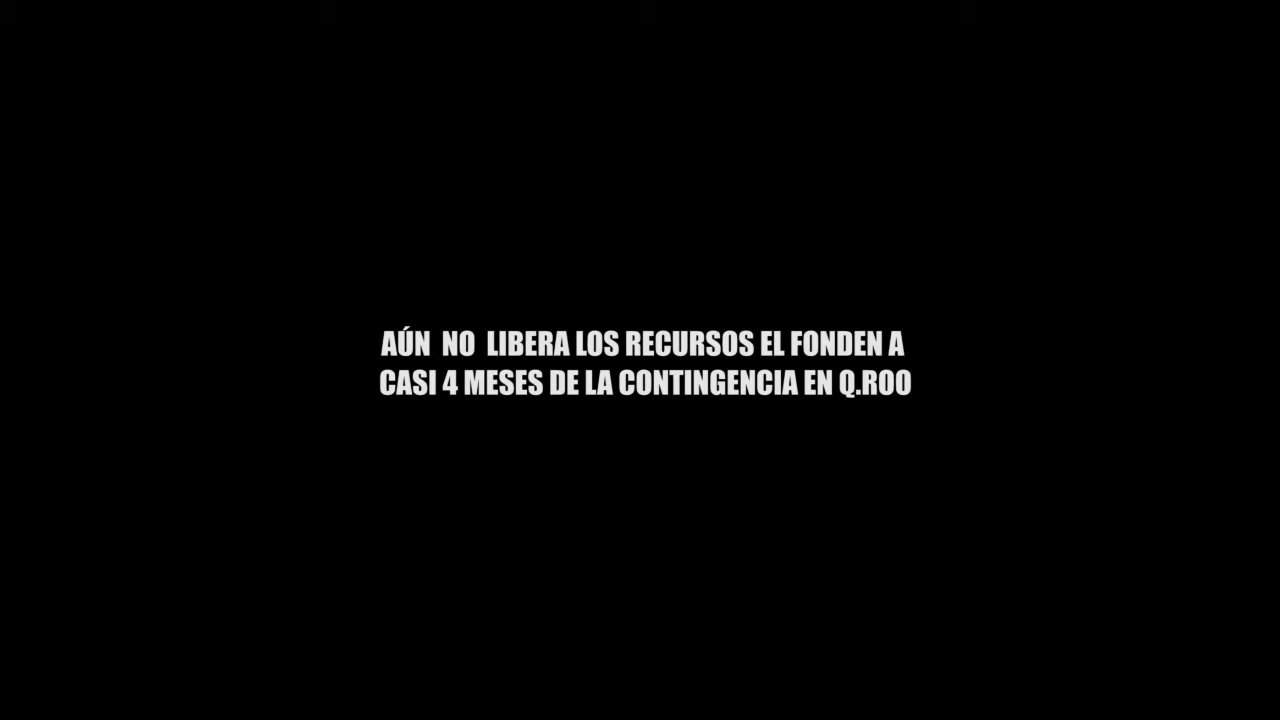 AÚN NO LIBERA LOS RECURSOS EL FONDEN A
CASI 4 MESES DE LA CONTINGENCIA EN Q.ROO